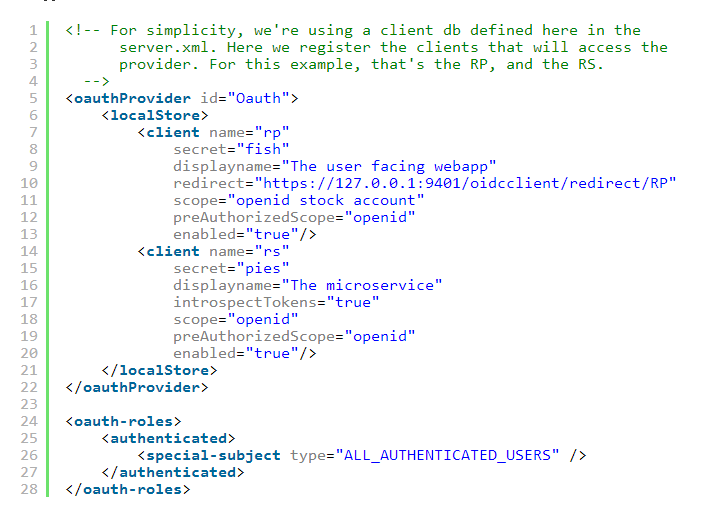 1 <!-- For simplicity, we're using a client db defined here in the
2 server.xml. Here we register the clients that will access the
3 provider. For this example, that's the RP, and the RS.
4 -->
5 <oauthProvider id="Oauth">
6 <localStore>
7 <client name="rp"
8 secret="fish"
9 displayname="The user facing webapp"
10 redirect="https://127.0.0.1:9401/oidcclient/redirect/RP"
11 scope="openid stock account"
12 preAuthorizedScope="openid"
13 enabled="true"/>
14 <client name="rs"
15 secret="pies"
16 displayname="The microservice"
17 introspectTokens="true"
18 scope="openid"
19 preAuthorizedScope="openid"
20 enabled="true"/>
21 </localStore>
22 </oauthProvider>
23
24 <oauth-roles>
25 <authenticated>
26 <special-subject type="ALL_AUTHENTICATED_USERS" />
27 </authenticated>
28 </oauth-roles>